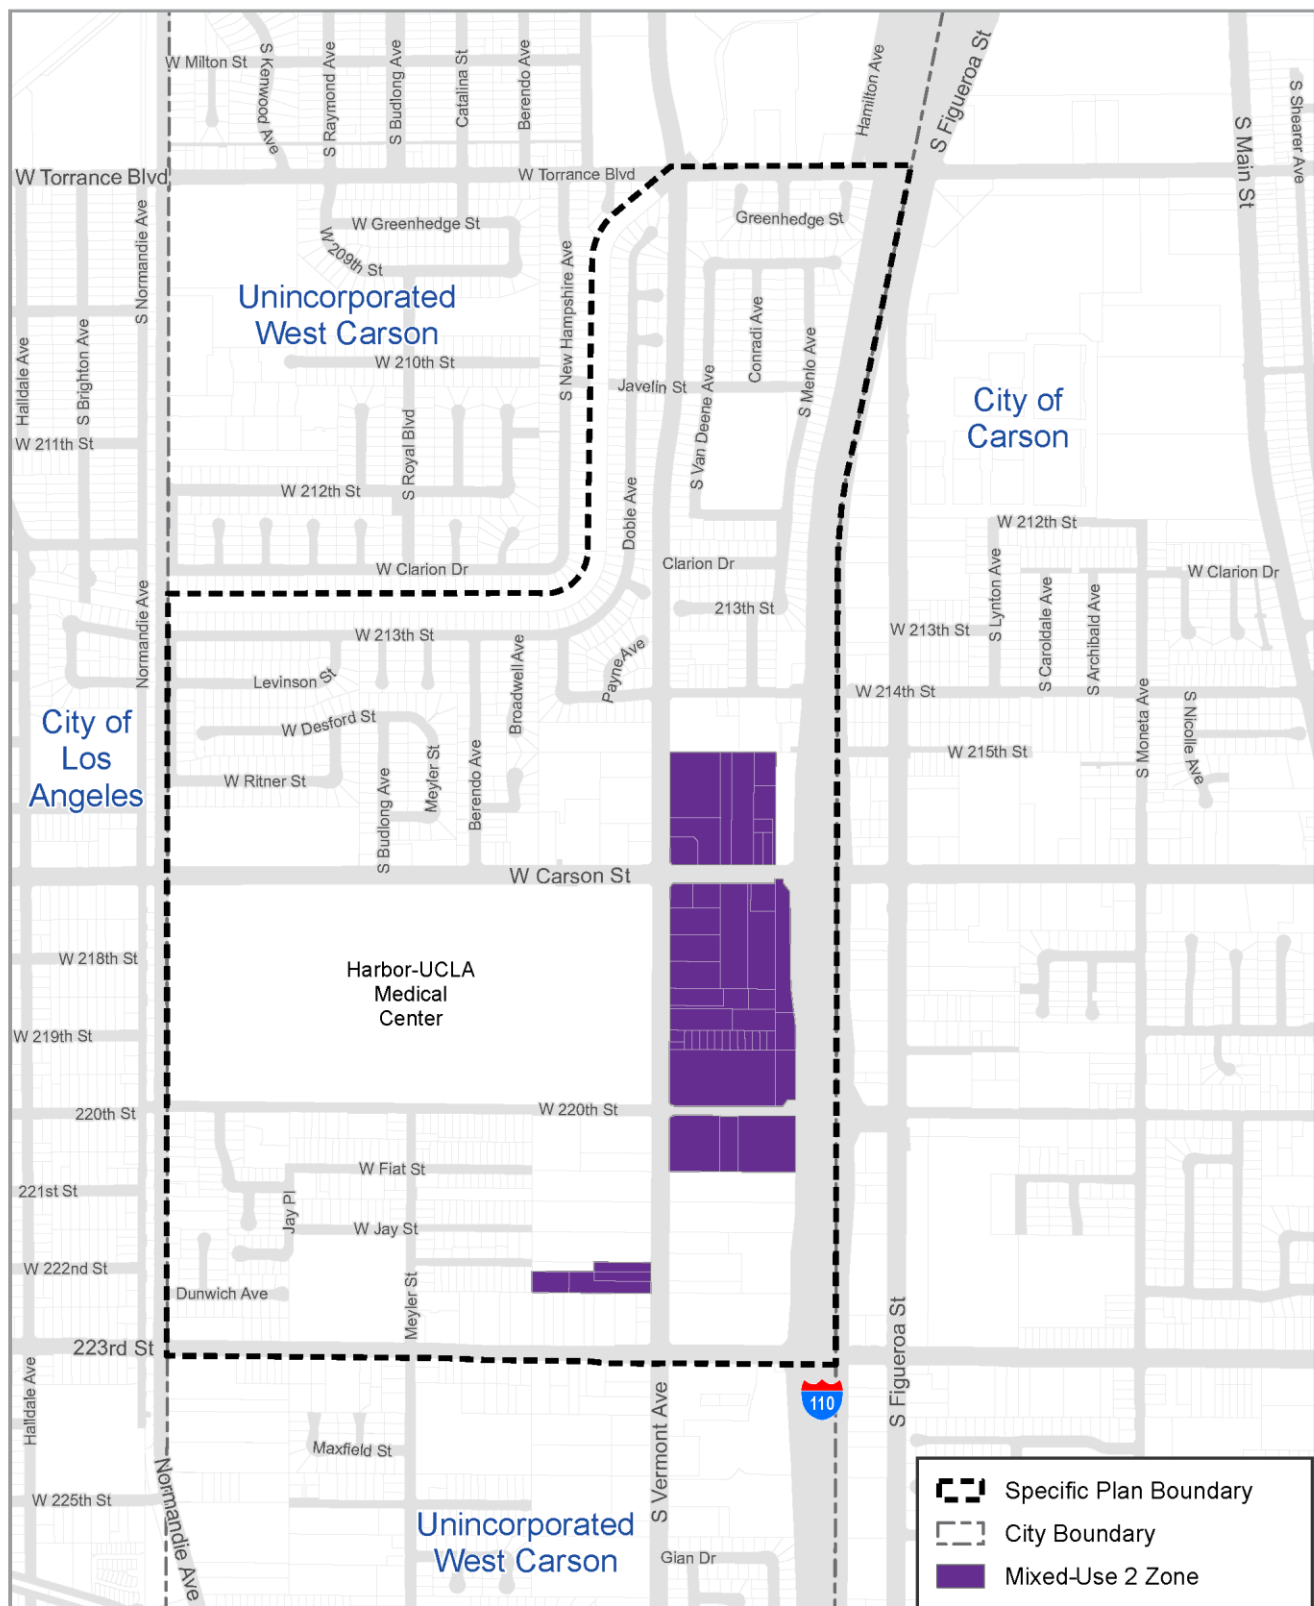 W Milton St
S Kenwood Ave
S Raymond Ave
S Budlong Ave
Catalina St
Berendo Ave
Hamilton Ave
S Figueroa St
S Main St
S Shearer Ave
W Torrance Blvd
W Torrance Blvd
S Normandie Ave
W Greenhedge St
Greenhedge St
W 209th St
S New Hampshire Ave
Unincorporated
West Carson
Halldale Ave
S Brighton Ave
W 210th St
Javelin St
S Van Deene Ave
Conradi Ave
S Menlo Ave
City of
Carson
W 211th St
S Royal Blvd
W 212th St
Doble Ave
W 212th St
W Clarion Dr
Clarion Dr
W Clarion Dr
S Lynton Ave
S Caroldale Ave
S Archibald Ave
Normandie Ave
W 213th St
213th St
W 213th St
Levinson St
Payne Ave
Broadwell Ave
W 214th St
City of
Los
Angeles
W Desford St
W 215th St
S Moneta Ave
S Nicolle Ave
W Ritner St
S Budlong Ave
Meyler St
Berendo Ave
W Carson St
W 218th St
Harbor-UCLA
Medical
Center
W 219th St
220th St
W 220th St
W Fiat St
221st St
Jay Pl
W Jay St
W 222nd St
Dunwich Ave
Meyler St
223rd St
S Figueroa St
110
Halldale Ave
S Vermont Ave
Maxfield St
Normandie Ave
W 225th St
Unincorporated
West Carson
Gian Dr
Specific Plan Boundary
City Boundary
Mixed-Use 2 Zone